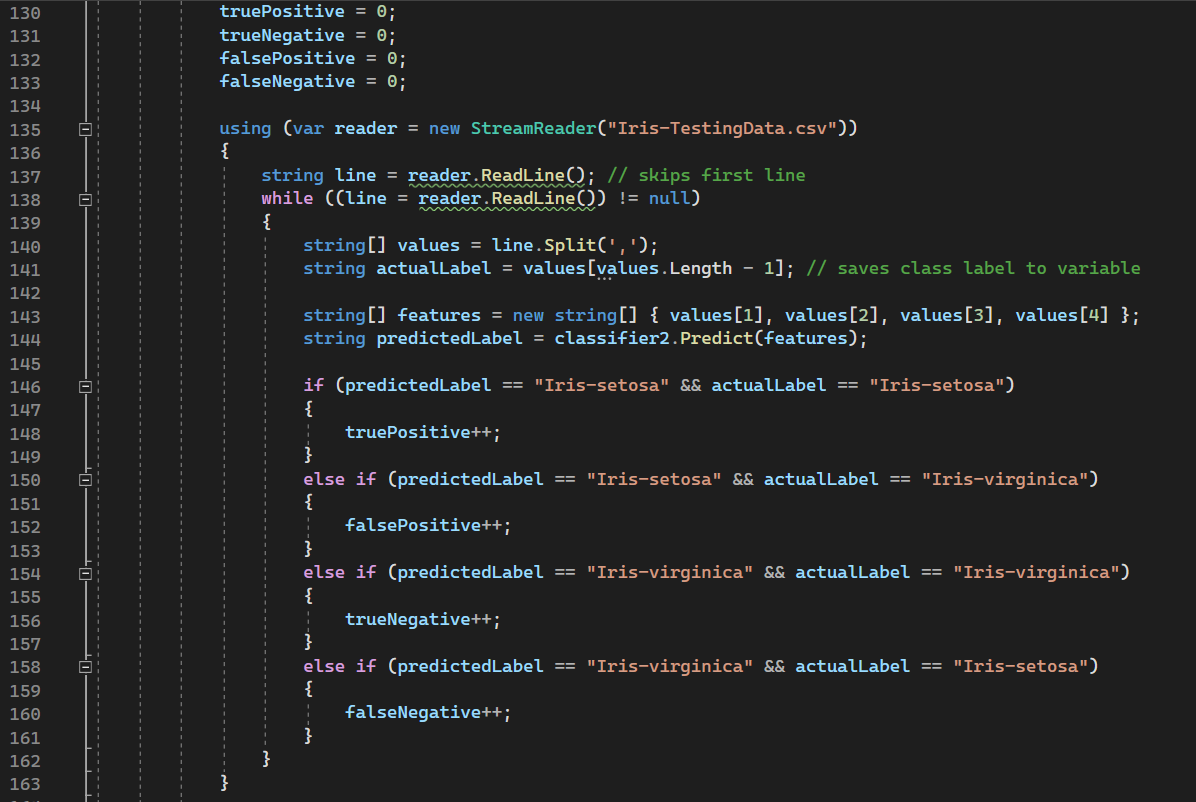 130 truePositive = 0;
131 trueNegative = 0;
132 falsePositive = 0;
133 falseNegative = 0;
134
135 using (var reader = new StreamReader("Iris-TestingData.csv"))
136 {
137 string line = reader.ReadLine(); // skips first line
138 while ((line = reader.ReadLine()) != null)
139 {
140 string[] values = line.Split(',');
141 string actualLabel = values[values.Length - 1]; // saves class label to variable
142
143 string[] features = new string[] { values[1], values[2], values[3], values[4] };
144 string predictedLabel = classifier2.Predict(features);
145
146 if (predictedLabel == "Iris-setosa" && actualLabel == "Iris-setosa")
147 {
148 truePositive++;
149 }
150 else if (predictedLabel == "Iris-setosa" && actualLabel == "Iris-virginica")
151 {
152 falsePositive++;
153 }
154 else if (predictedLabel == "Iris-virginica" && actualLabel == "Iris-virginica")
155 {
156 trueNegative++;
157 }
158 else if (predictedLabel == "Iris-virginica" && actualLabel == "Iris-setosa")
159 {
160 falseNegative++;
161 }
162 }
163 }